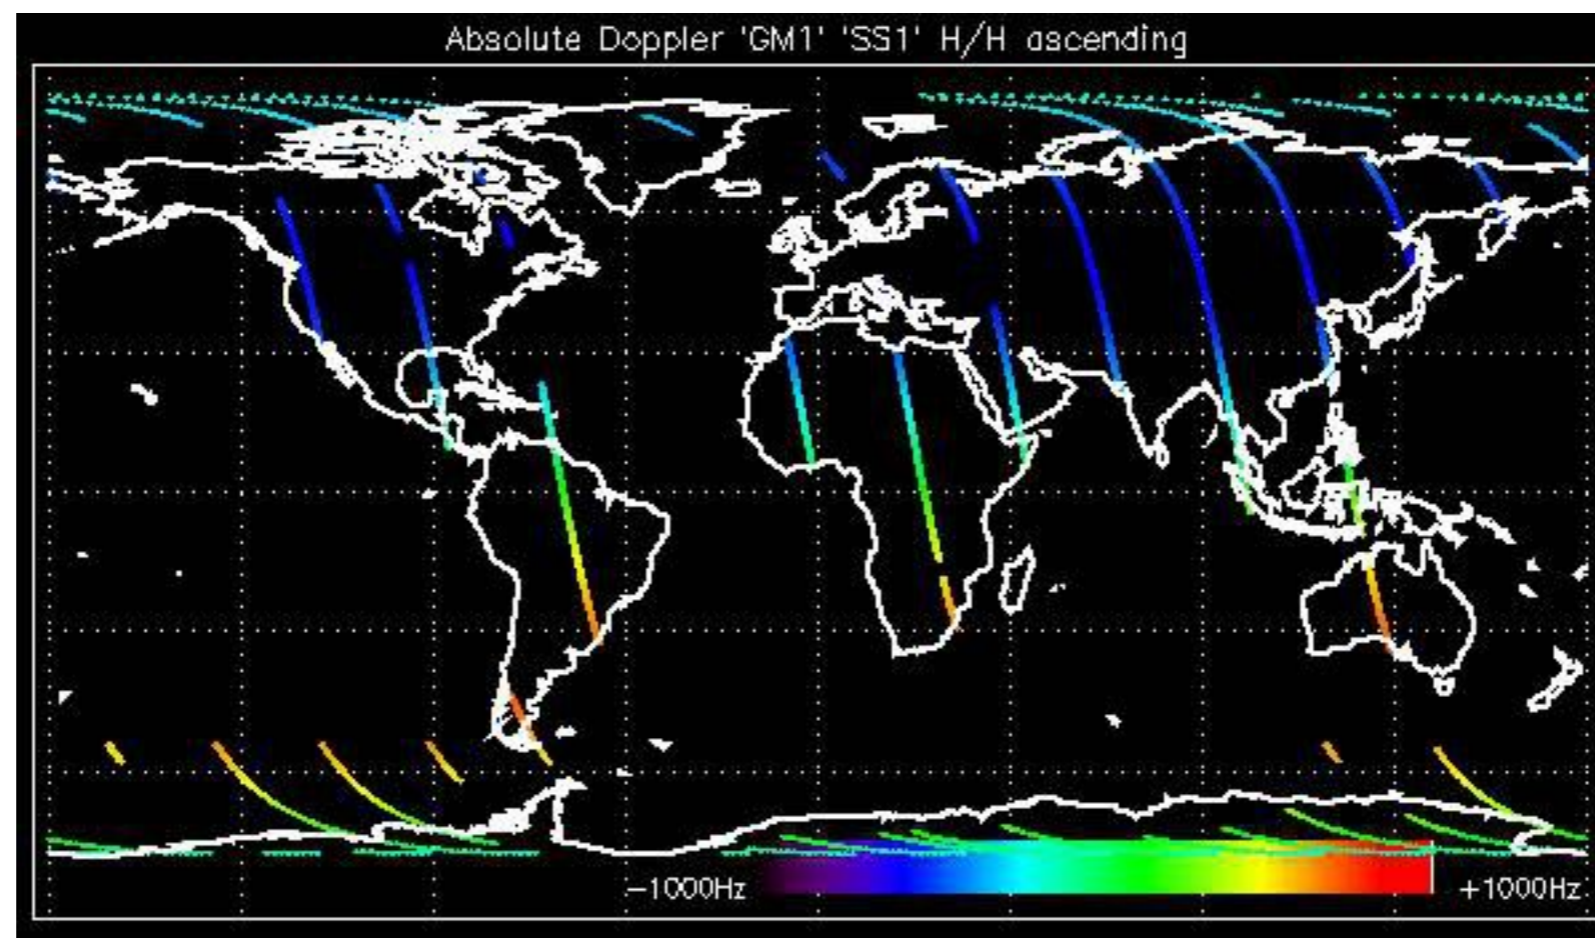 Absolute Doppler 'GM1' 'SS1' H/H ascending
-1000Hz
+1000Hz